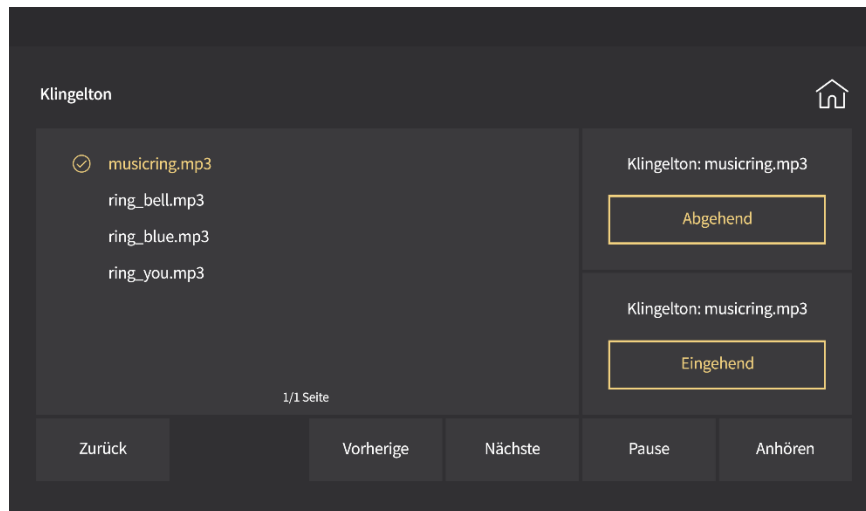 Klingelton
musicring.mp3
ring_bell.mp3
ring_blue.mp3
ring_you.mp3
1/1 Seite
Klingelton: musicring.mp3
Abgehend
Klingelton: musicring.mp3
Eingehend
Zurück
Vorherige
Nächste
Pause
Anhören